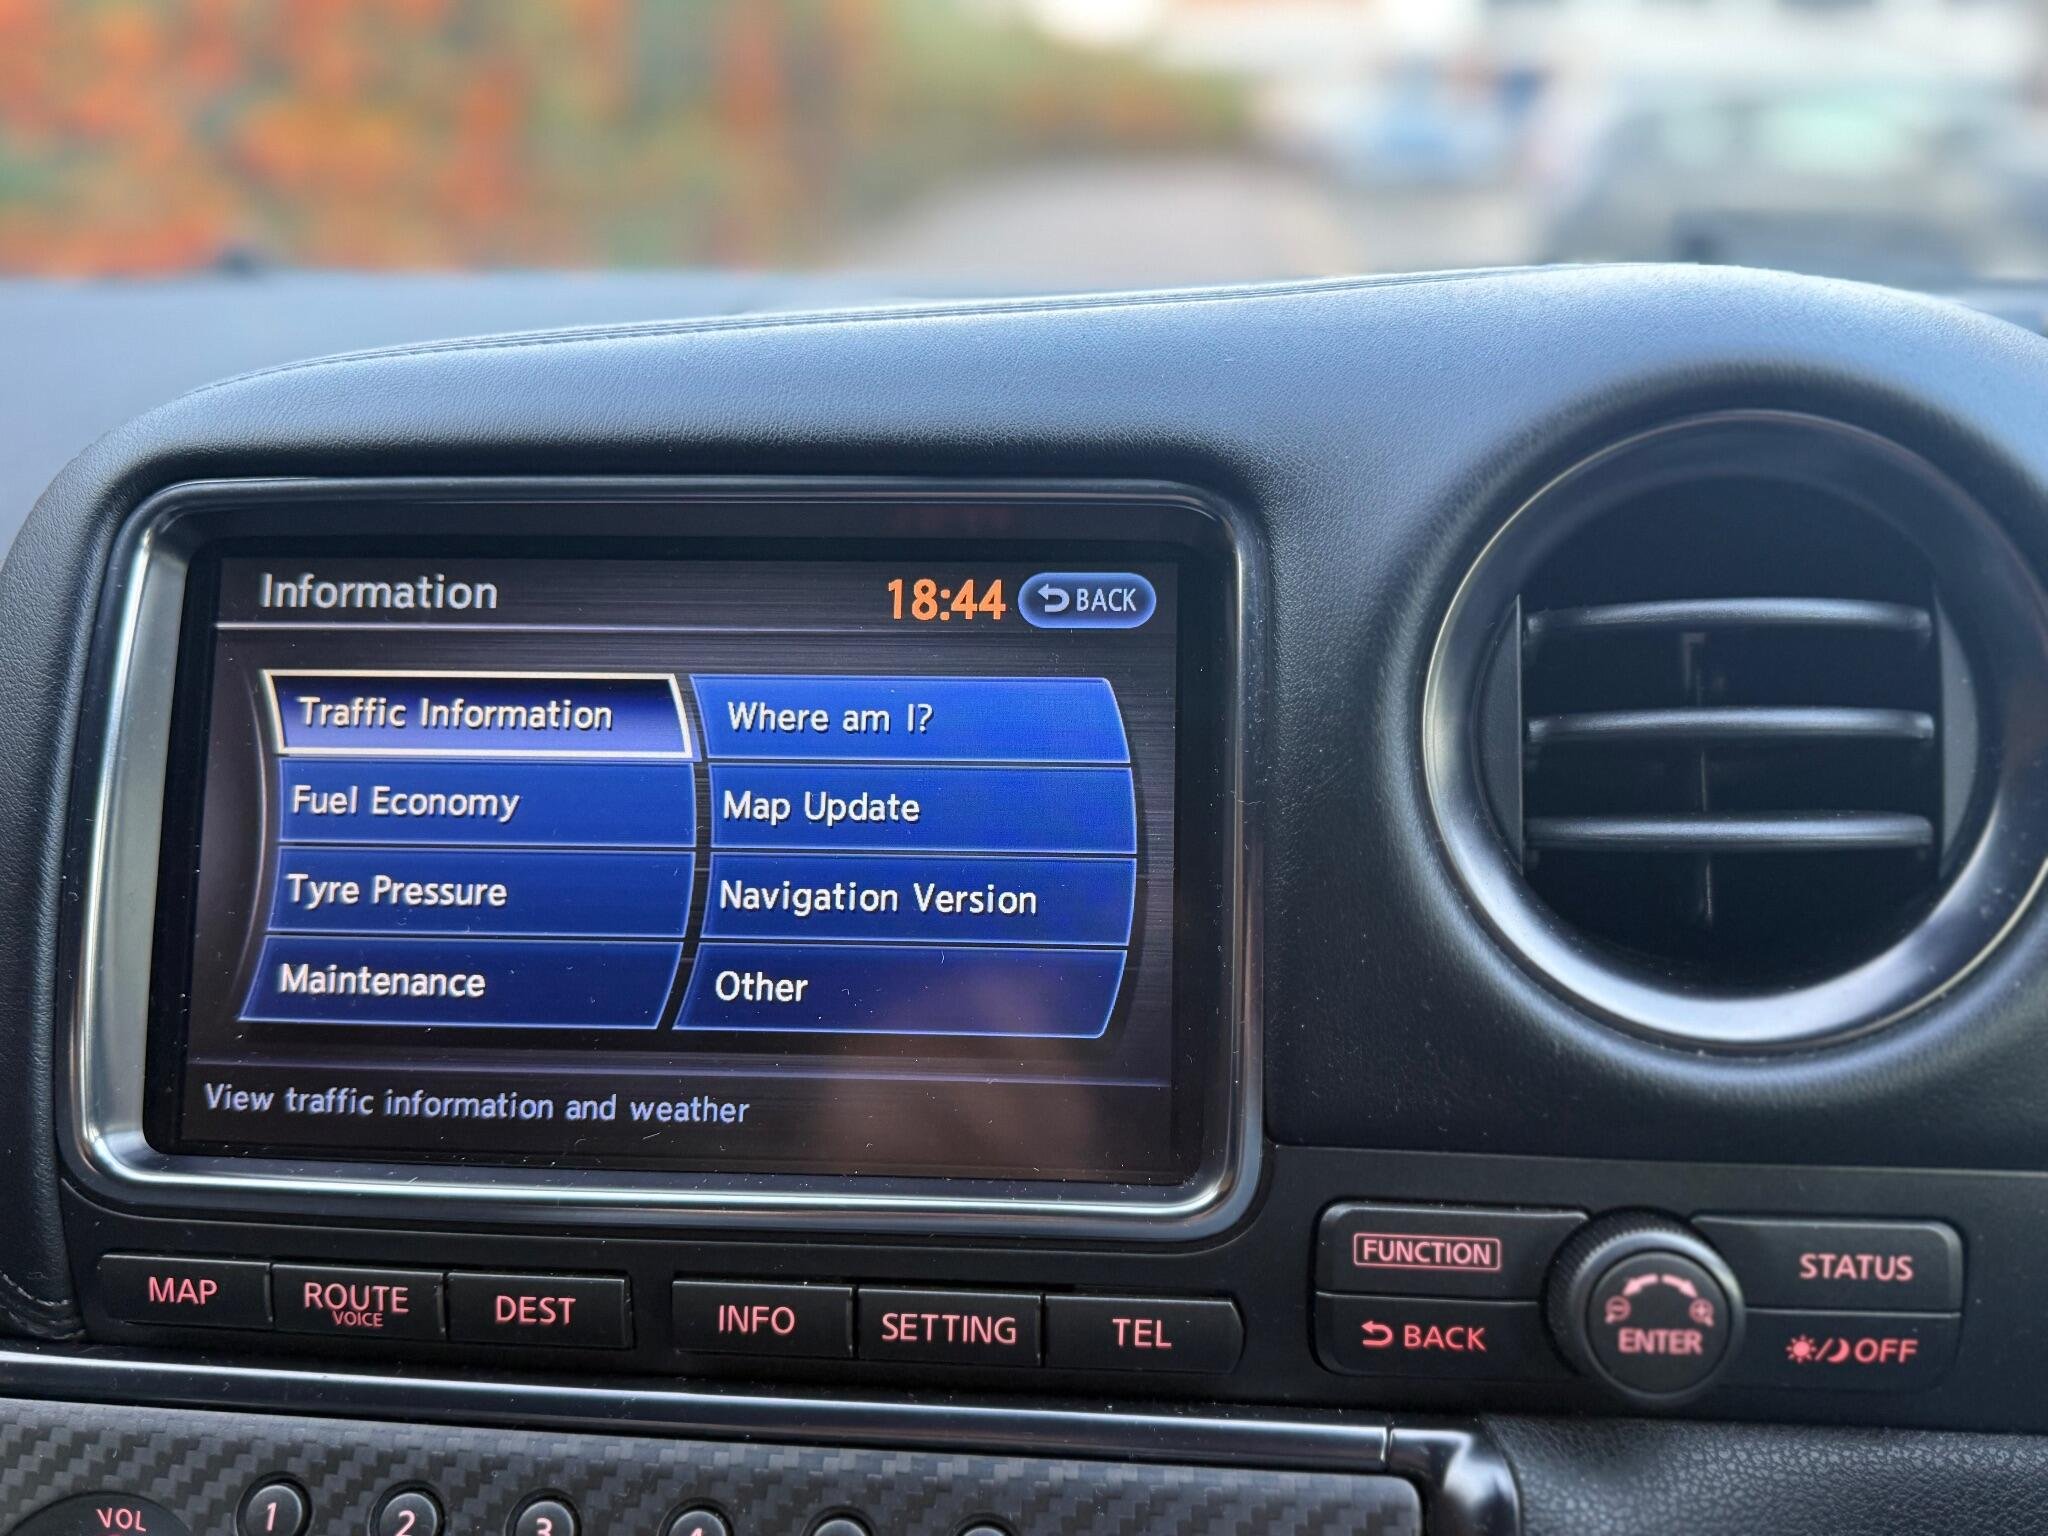 Information 18:44 BACK
Traffic Information Where am I?
Fuel Economy Map Update
Tyre Pressure Navigation Version
Maintenance Other
View traffic information and weather
MAP ROUTE VOICE DEST INFO SETTING TEL
FUNCTION STATUS
BACK ENTER OFF
VOL 1 2 3 4